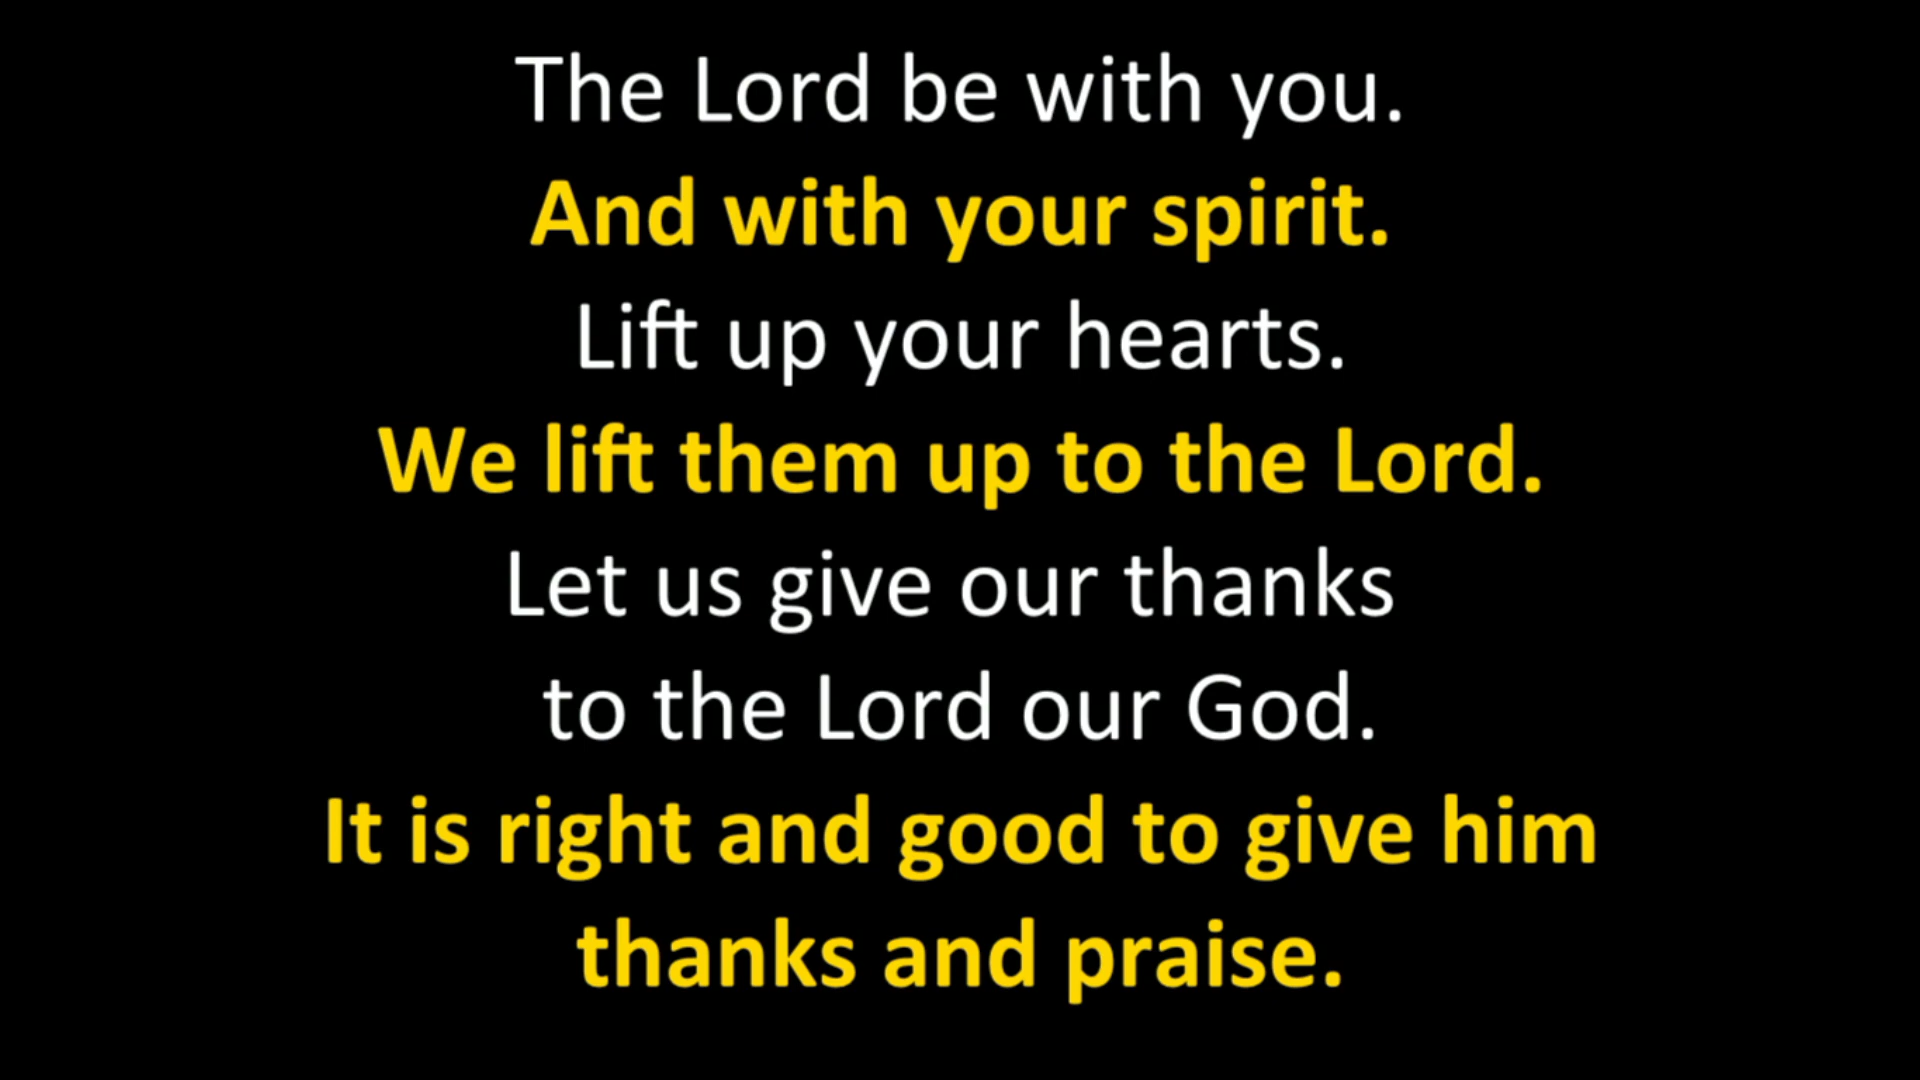 The Lord be with you.
And with your spirit.
Lift up your hearts.
We lift them up to the Lord.
Let us give our thanks
to the Lord our God.
It is right and good to give him
thanks and praise.